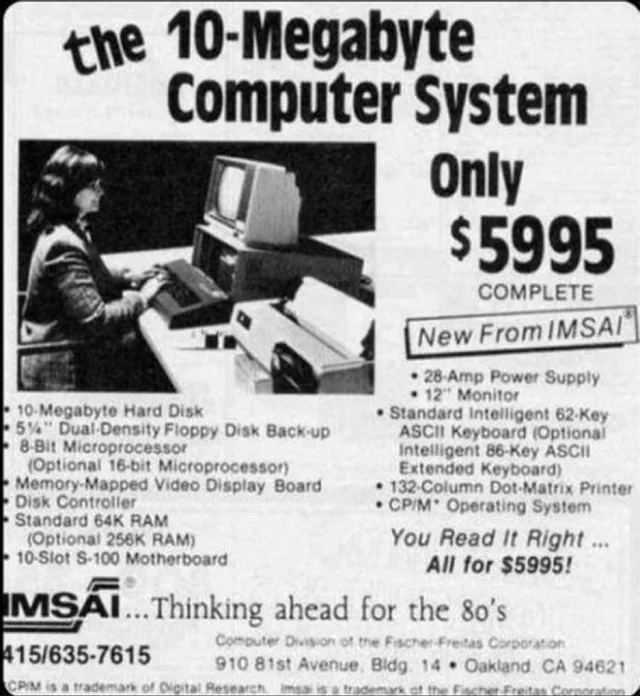 the 10-Megabyte
Computer System
Only
$5995
COMPLETE
New From IMSAI®
• 10-Megabyte Hard Disk
• 5¼" Dual-Density Floppy Disk Back-up
• 8-Bit Microprocessor
(Optional 16-bit Microprocessor)
• Memory-Mapped Video Display Board
• Disk Controller
• Standard 64K RAM
(Optional 256K RAM)
• 10-Slot S-100 Motherboard
• 28-Amp Power Supply
• 12" Monitor
• Standard Intelligent 62-Key
ASCII Keyboard (Optional
Intelligent 86-Key ASCII
Extended Keyboard)
• 132-Column Dot-Matrix Printer
• CP/M* Operating System
You Read It Right ...
All for $5995!
IMSAI® ...Thinking ahead for the 80's
415/635-7615
Computer Division of the Fischer-Freitas Corporation
910 81st Avenue, Bldg. 14 • Oakland, CA 94621
*CP/M is a trademark of Digital Research. Imsai is a trademark of the Fischer-Freitas Corporation